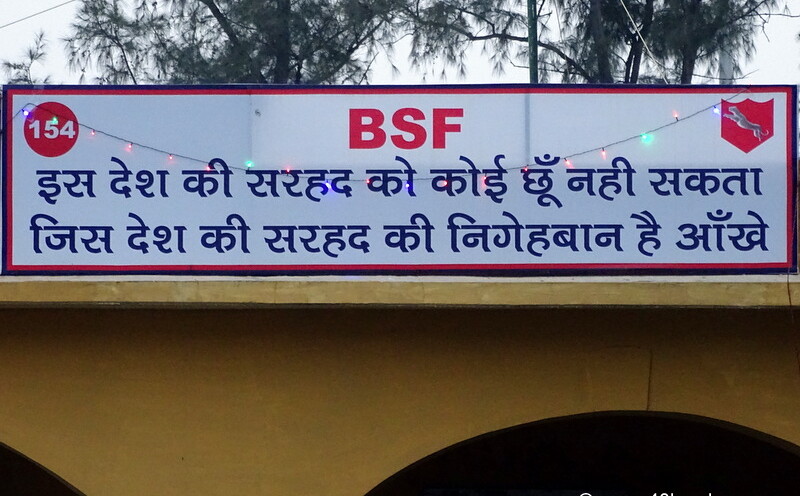 154 BSF
इस देश की सरहद को कोई छूँ नही सकता
जिस देश की सरहद की निगेहबान है आँखे